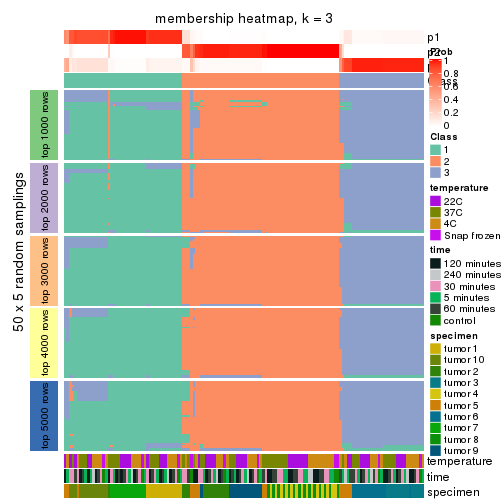 membership heatmap, k = 3
p1
p2
Prob
1
0.8
0.6
0.4
0.2
0
Class
1
2
3
temperature
22C
37C
4C
Snap frozen
time
120 minutes
240 minutes
30 minutes
5 minutes
60 minutes
control
specimen
tumor 1
tumor 10
tumor 2
tumor 3
tumor 4
tumor 5
tumor 6
tumor 7
tumor 8
tumor 9
50 x 5 random samplings
top 1000 rows
top 2000 rows
top 3000 rows
top 4000 rows
top 5000 rows
temperature
time
specimen